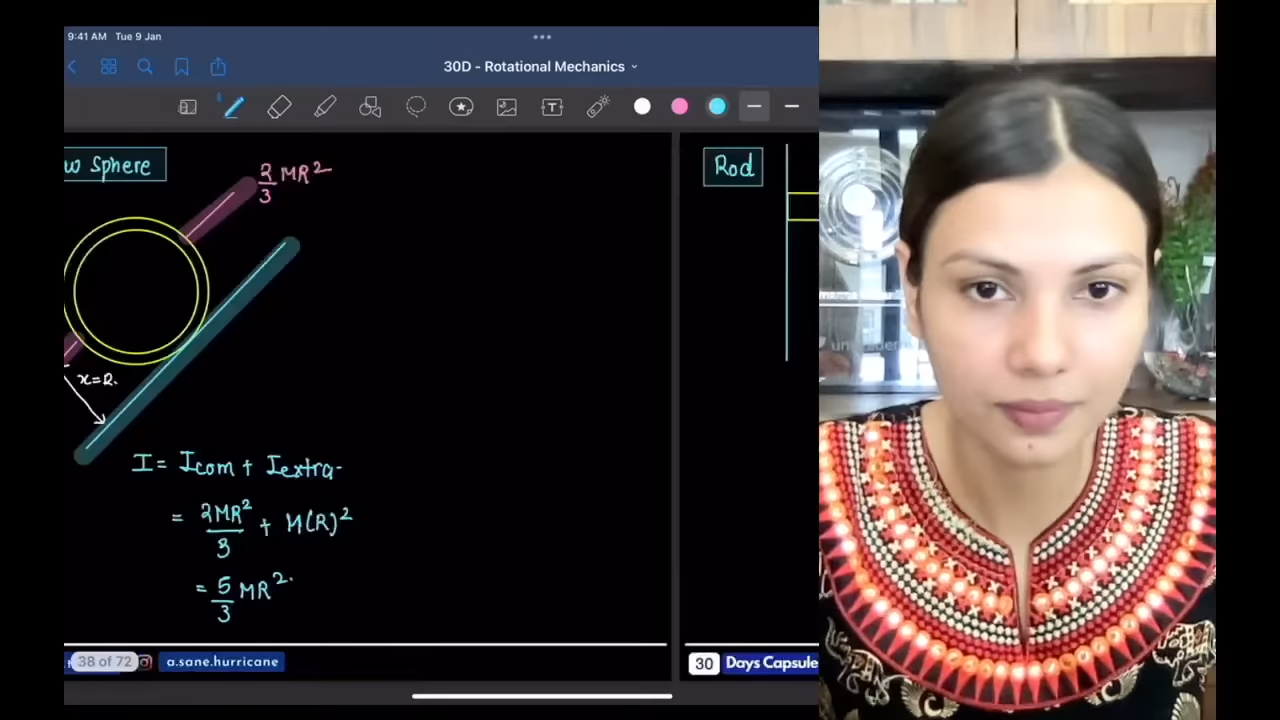 9:41 AM Tue 9 Jan
30D - Rotational Mechanics
w Sphere
2/3 MR²
Rod
x=R.
I = Icom + Iextra.
= 2MR²/3 + M(R)²
= 5/3 MR².
38 of 72
a.sane.hurricane
30 Days Capsule